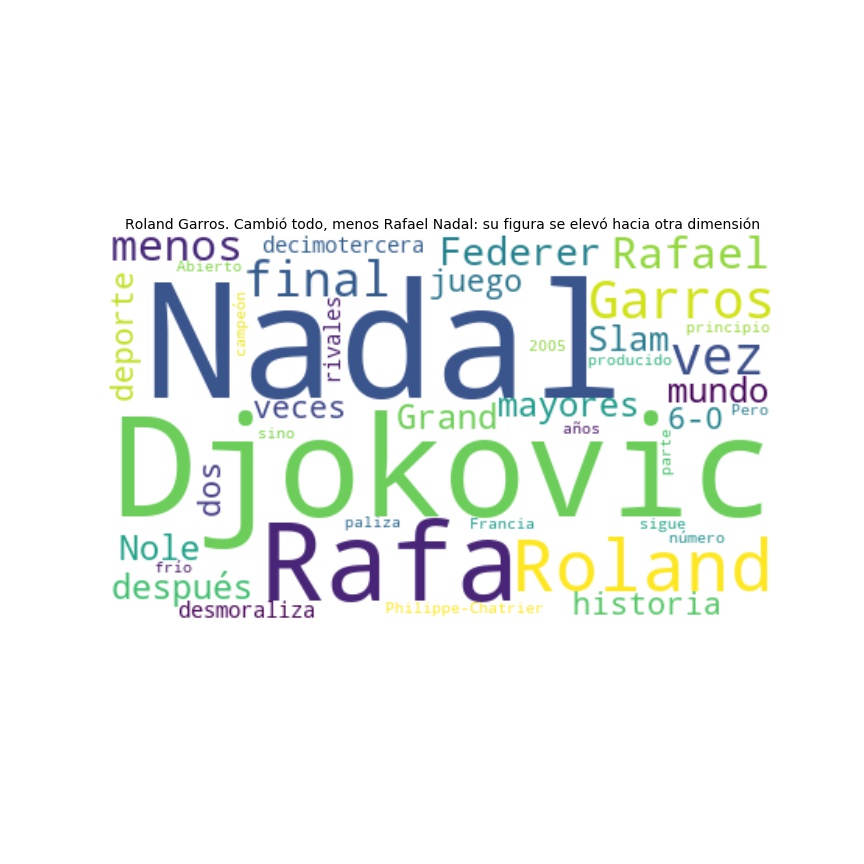 Roland Garros. Cambió todo, menos Rafael Nadal: su figura se elevó hacia otra dimensión
menos
decimotercera
Federer
Rafael
Abierto
final
juego
deporte
campeón
rivales
Nadal
Garros
principio
2005
Slam
producido
vez
mundo
veces
Grand
mayores
6-0
Pero
sino
años
parte
Djokovic
dos
paliza
Francia
sigue
número
Nole
frío
Rafa
Roland
después
desmoraliza
Philippe-Chatrier
historia